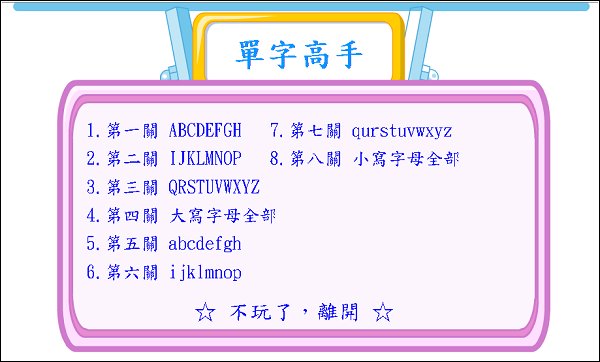 單字高手
1.第一關 ABCDEFGH
2.第二關 IJKLMNOP
3.第三關 QRSTUVWXYZ
4.第四關 大寫字母全部
5.第五關 abcdefgh
6.第六關 ijklmnop
7.第七關 qurstuvwxyz
8.第八關 小寫字母全部
☆ 不玩了，離開 ☆